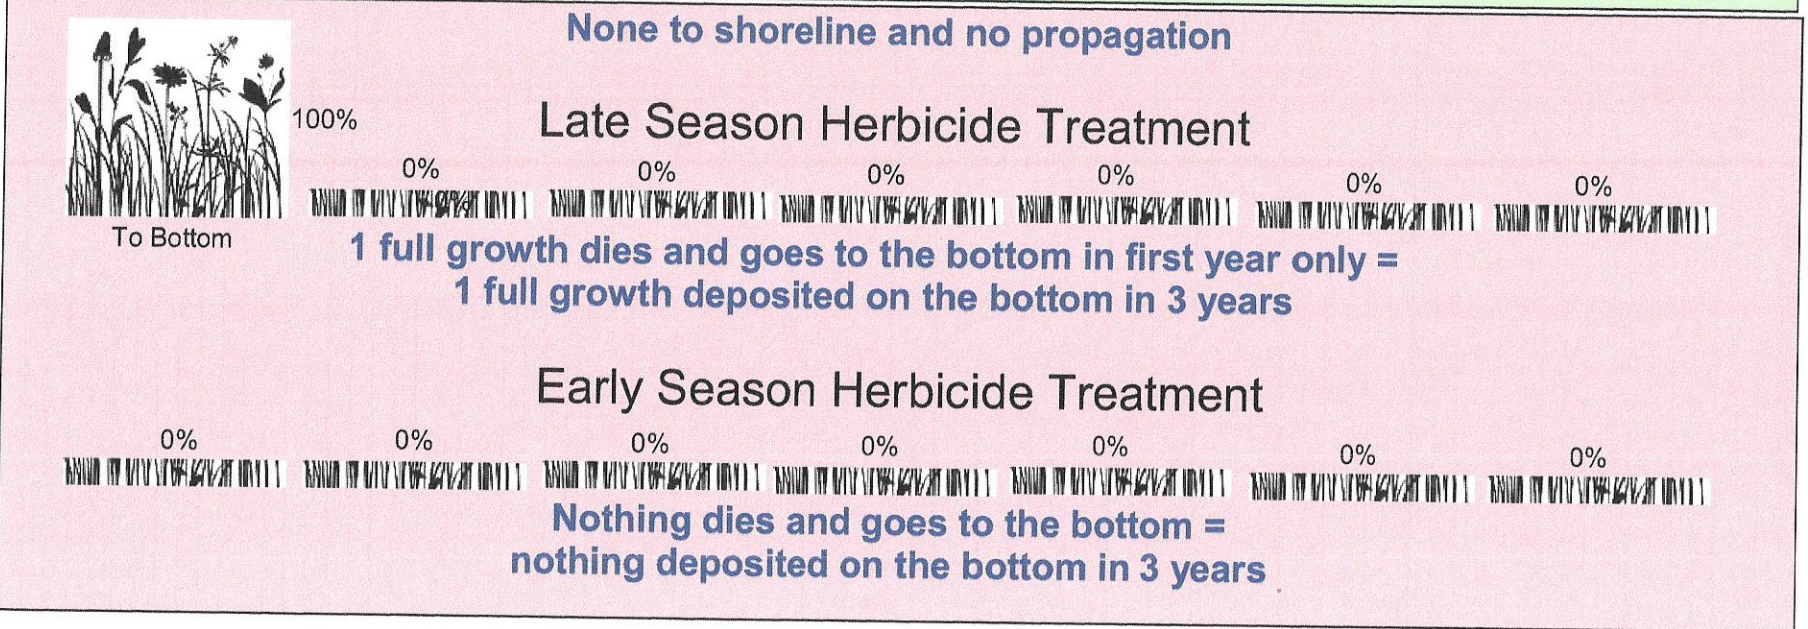 None to shoreline and no propagation
100%
Late Season Herbicide Treatment
0% 0% 0% 0% 0% 0%
0%
To Bottom
1 full growth dies and goes to the bottom in first year only =
1 full growth deposited on the bottom in 3 years
Early Season Herbicide Treatment
0% 0% 0% 0% 0% 0% 0%
Nothing dies and goes to the bottom =
nothing deposited on the bottom in 3 years